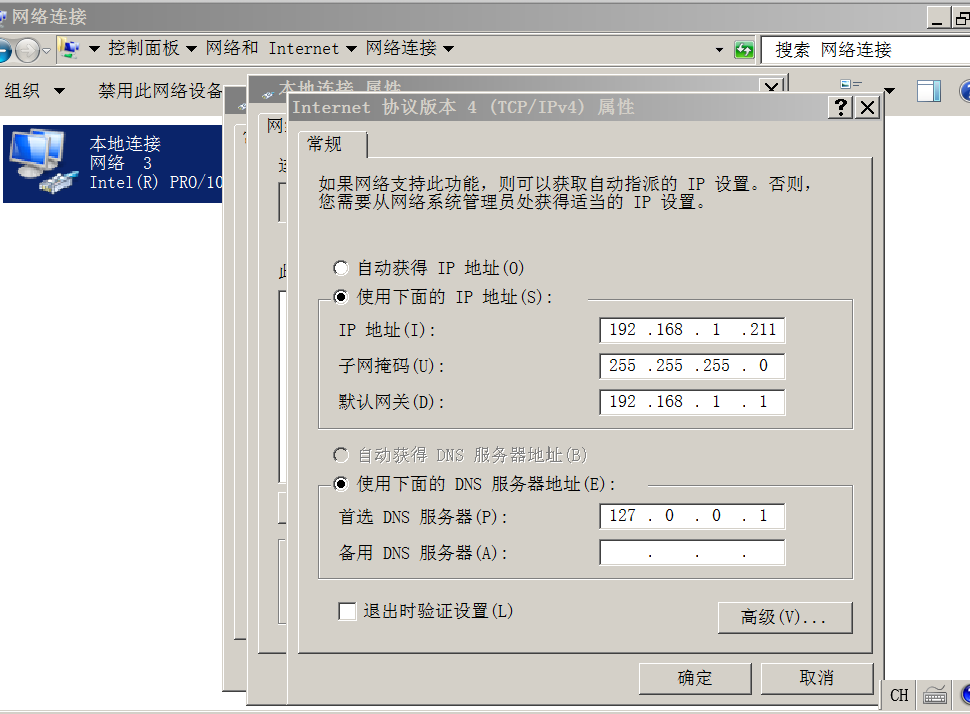 网络连接
控制面板 网络和 Internet 网络连接
搜索 网络连接
组织 禁用此网络设备
本地连接
网络 3
Intel(R) PRO/10
本地连接 属性
Internet 协议版本 4 (TCP/IPv4) 属性
常规
如果网络支持此功能，则可以获取自动指派的 IP 设置。否则，
您需要从网络系统管理员处获得适当的 IP 设置。
自动获得 IP 地址(O)
使用下面的 IP 地址(S):
IP 地址(I): 192 .168 . 1 .211
子网掩码(U): 255 .255 .255 . 0
默认网关(D): 192 .168 . 1 . 1
自动获得 DNS 服务器地址(B)
使用下面的 DNS 服务器地址(E):
首选 DNS 服务器(P): 127 . 0 . 0 . 1
备用 DNS 服务器(A): . . .
退出时验证设置(L)
高级(V)...
确定 取消
CH